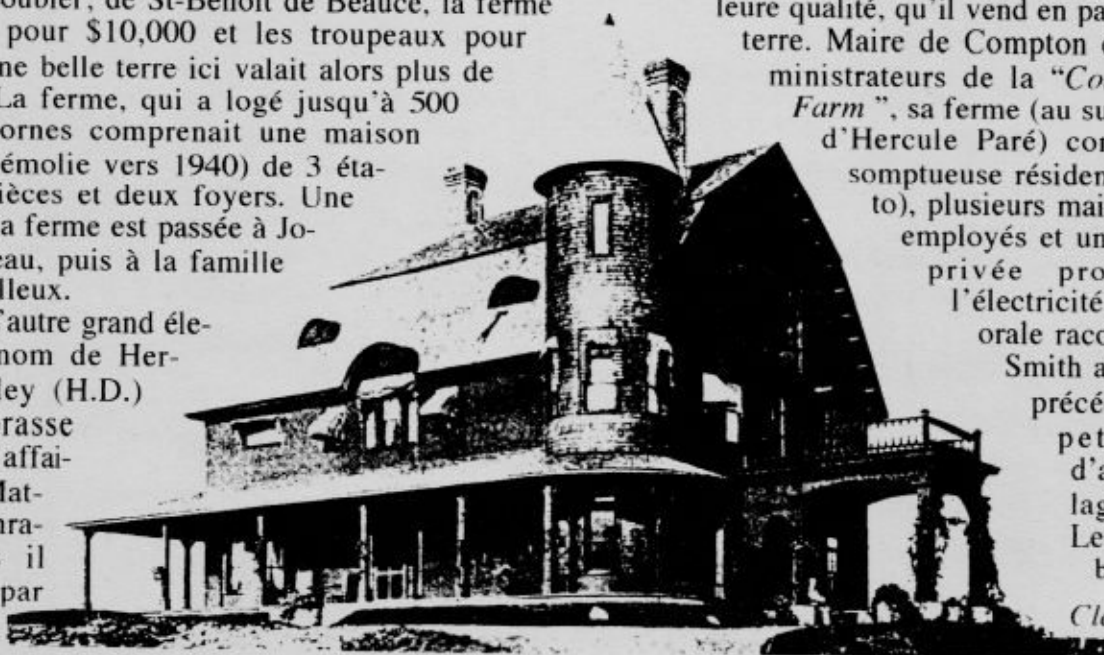 de St-Benoît de Beauce, la ferme
pour $10,000 et les troupeaux pour
ne belle terre ici valait alors plus de
La ferme, qui a logé jusqu'à 500
ornes comprenait une maison
émolie vers 1940) de 3 éta-
ièces et deux foyers. Une
a ferme est passée à Jo-
eau, puis à la famille
lleux.
'autre grand éle-
nom de Her-
ley (H.D.)
rasse
affai-
Mat-
nra-
il
par
leure qualité, qu'il vend en pa
terre. Maire de Compton
ministrateurs de la "Co
Farm ", sa ferme (au su
d'Hercule Paré) con
somptueuse résiden
to), plusieurs mai
employés et un
privée pro
l'électricité
orale raco
Smith a
précé
pet
d'a
lag
Le
b
Cl